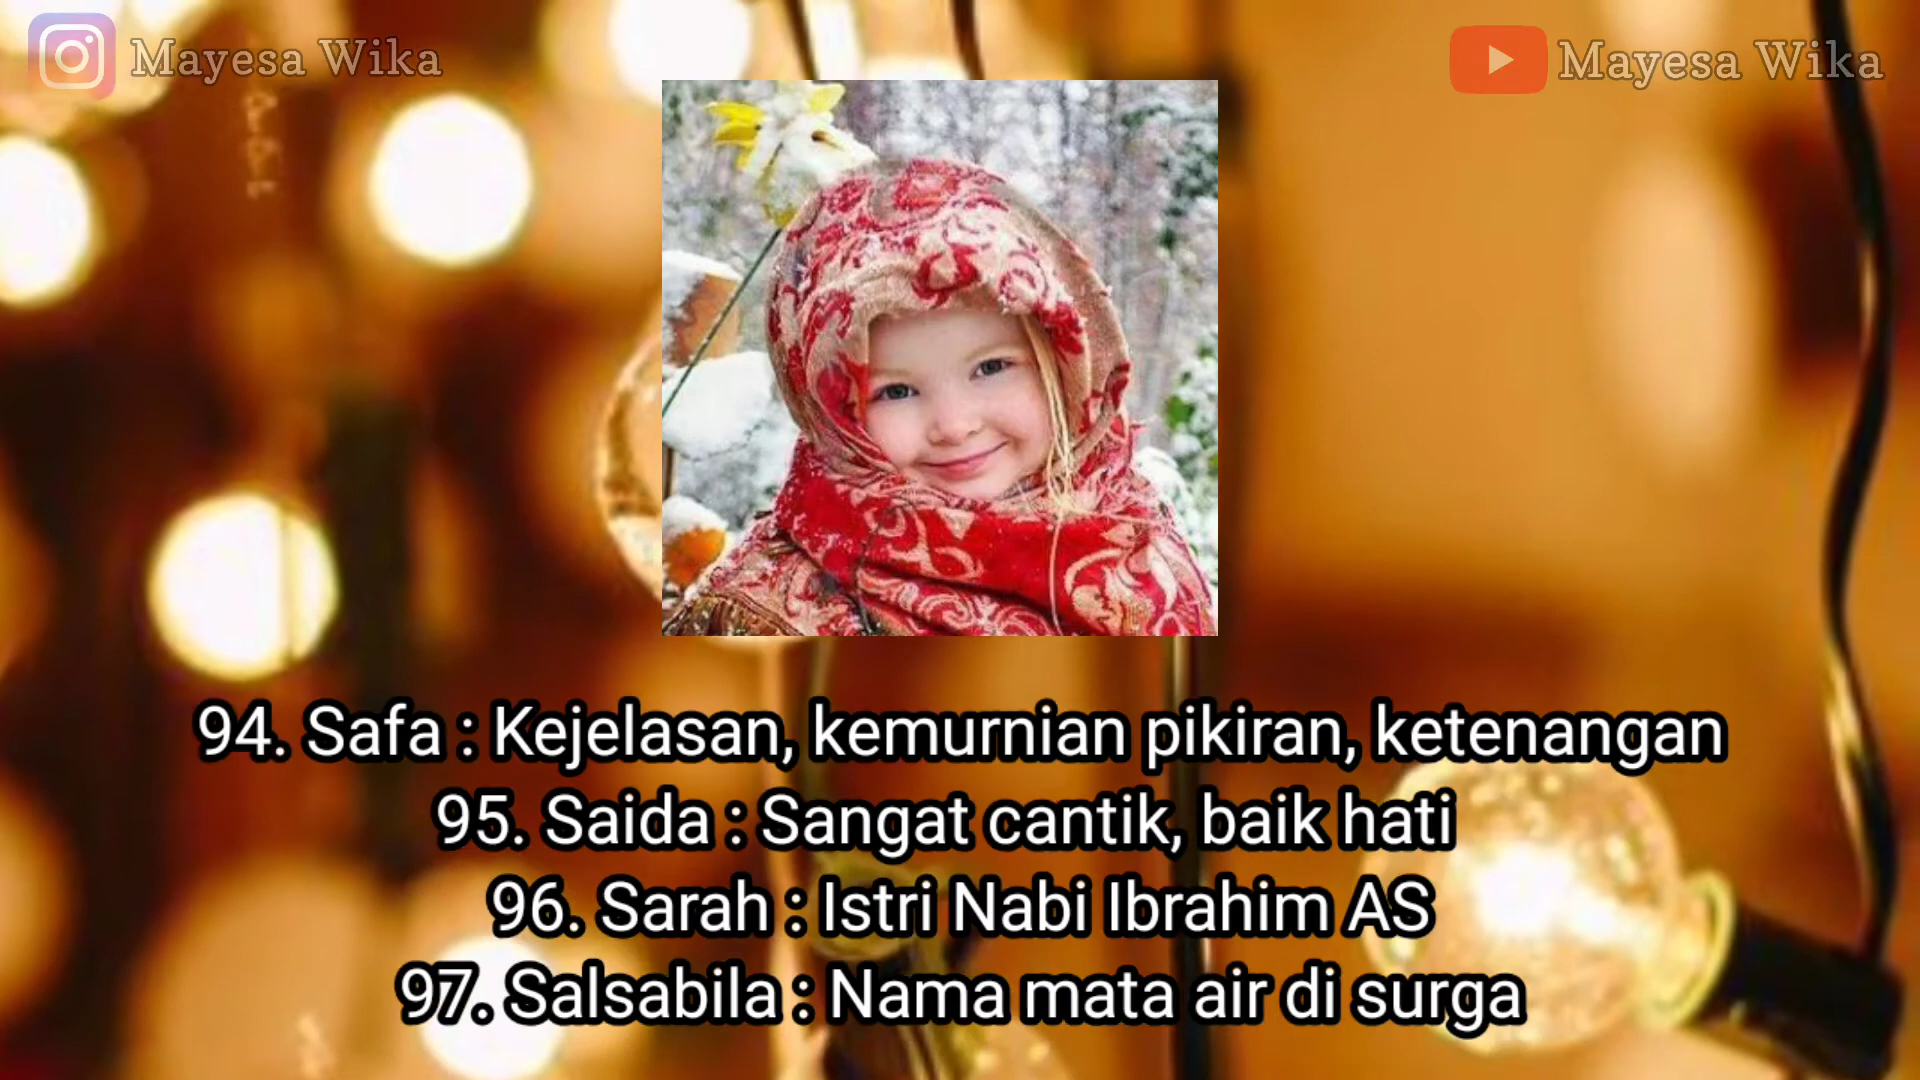 Mayesa Wika
Mayesa Wika
94. Safa : Kejelasan, kemurnian pikiran, ketenangan
95. Saida : Sangat cantik, baik hati
96. Sarah : Istri Nabi Ibrahim AS
97. Salsabila : Nama mata air di surga